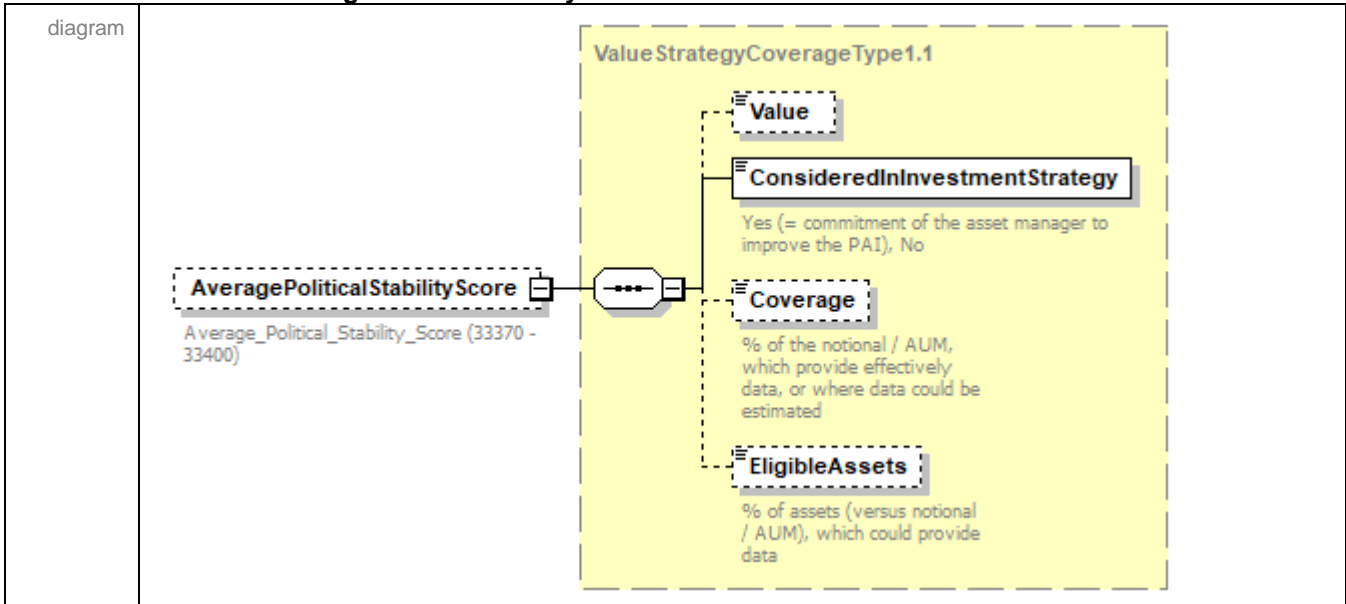 diagram
ValueStrategyCoverageType1.1
Value
ConsideredInInvestmentStrategy
Yes (= commitment of the asset manager to
improve the PAI), No
AveragePoliticalStabilityScore
Average_Political_Stability_Score (33370 -
33400)
Coverage
% of the notional / AUM,
which provide effectively
data, or where data could be
estimated
EligibleAssets
% of assets (versus notional
/ AUM), which could provide
data